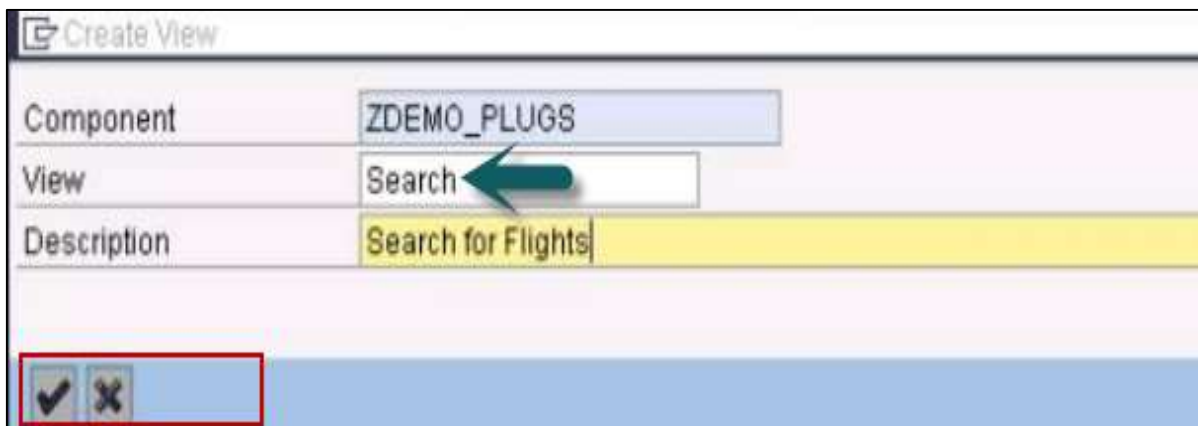 Create View
Component ZDEMO_PLUGS
View Search
Description Search for Flights